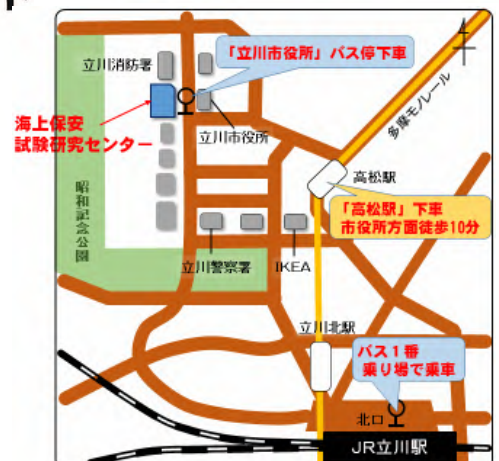 「立川市役所」バス停下車
立川消防署
海上保安
試験研究センター
立川市役所
多摩モノレール
高松駅
「高松駅」下車
市役所方面徒歩10分
昭和記念公園
立川警察署
IKEA
立川北駅
バス1番
乗り場で乗車
北口
JR立川駅